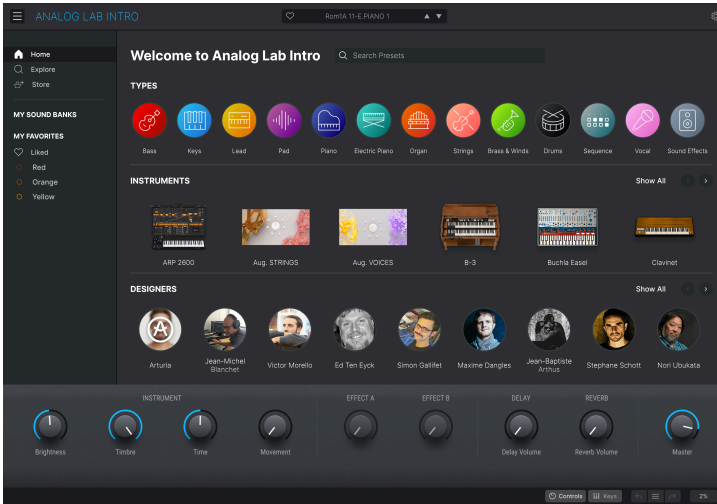 ANALOG LAB INTRO
Rom1A 11-E.PIANO 1
Home
Explore
Store
MY SOUND BANKS
MY FAVORITES
Liked
Red
Orange
Yellow
Welcome to Analog Lab Intro
Search Presets
TYPES
Bass
Keys
Lead
Pad
Piano
Electric Piano
Organ
Strings
Brass & Winds
Drums
Sequence
Vocal
Sound Effects
INSTRUMENTS
Show All
ARP 2600
Aug. STRINGS
Aug. VOICES
B-3
Buchla Easel
Clavinet
DESIGNERS
Show All
Arturia
Jean-Michel
Blanchet
Victor Morello
Ed Ten Eyck
Simon Gallifet
Maxime Dangles
Jean-Baptiste
Arthus
Stephane Schott
Nori Ubukata
INSTRUMENT
EFFECT A
EFFECT B
DELAY
REVERB
Brightness
Timbre
Time
Movement
Delay Volume
Reverb Volume
Master
Controls
Keys
2%